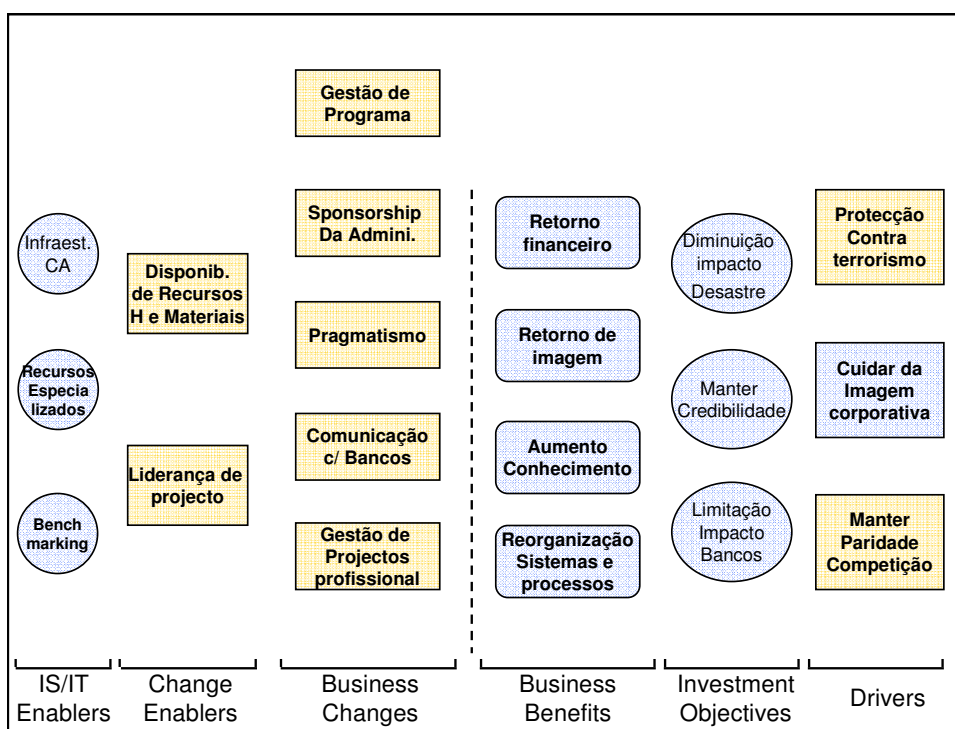 Gestão de
Programa
Infraest.
CA
Recursos
Especia
lizados
Bench
marking
Disponib.
de Recursos
H e Materiais
Liderança de
projecto
Sponsorship
Da Admini.
Pragmatismo
Comunicação
c/ Bancos
Gestão de
Projectos
profissional
Retorno
financeiro
Retorno de
imagem
Aumento
Conhecimento
Reorganização
Sistemas e
processos
Diminuição
impacto
Desastre
Manter
Credibilidade
Limitação
Impacto
Bancos
Protecção
Contra
terrorismo
Cuidar da
Imagem
corporativa
Manter
Paridade
Competição
IS/IT
Enablers
Change
Enablers
Business
Changes
Business
Benefits
Investment
Objectives
Drivers